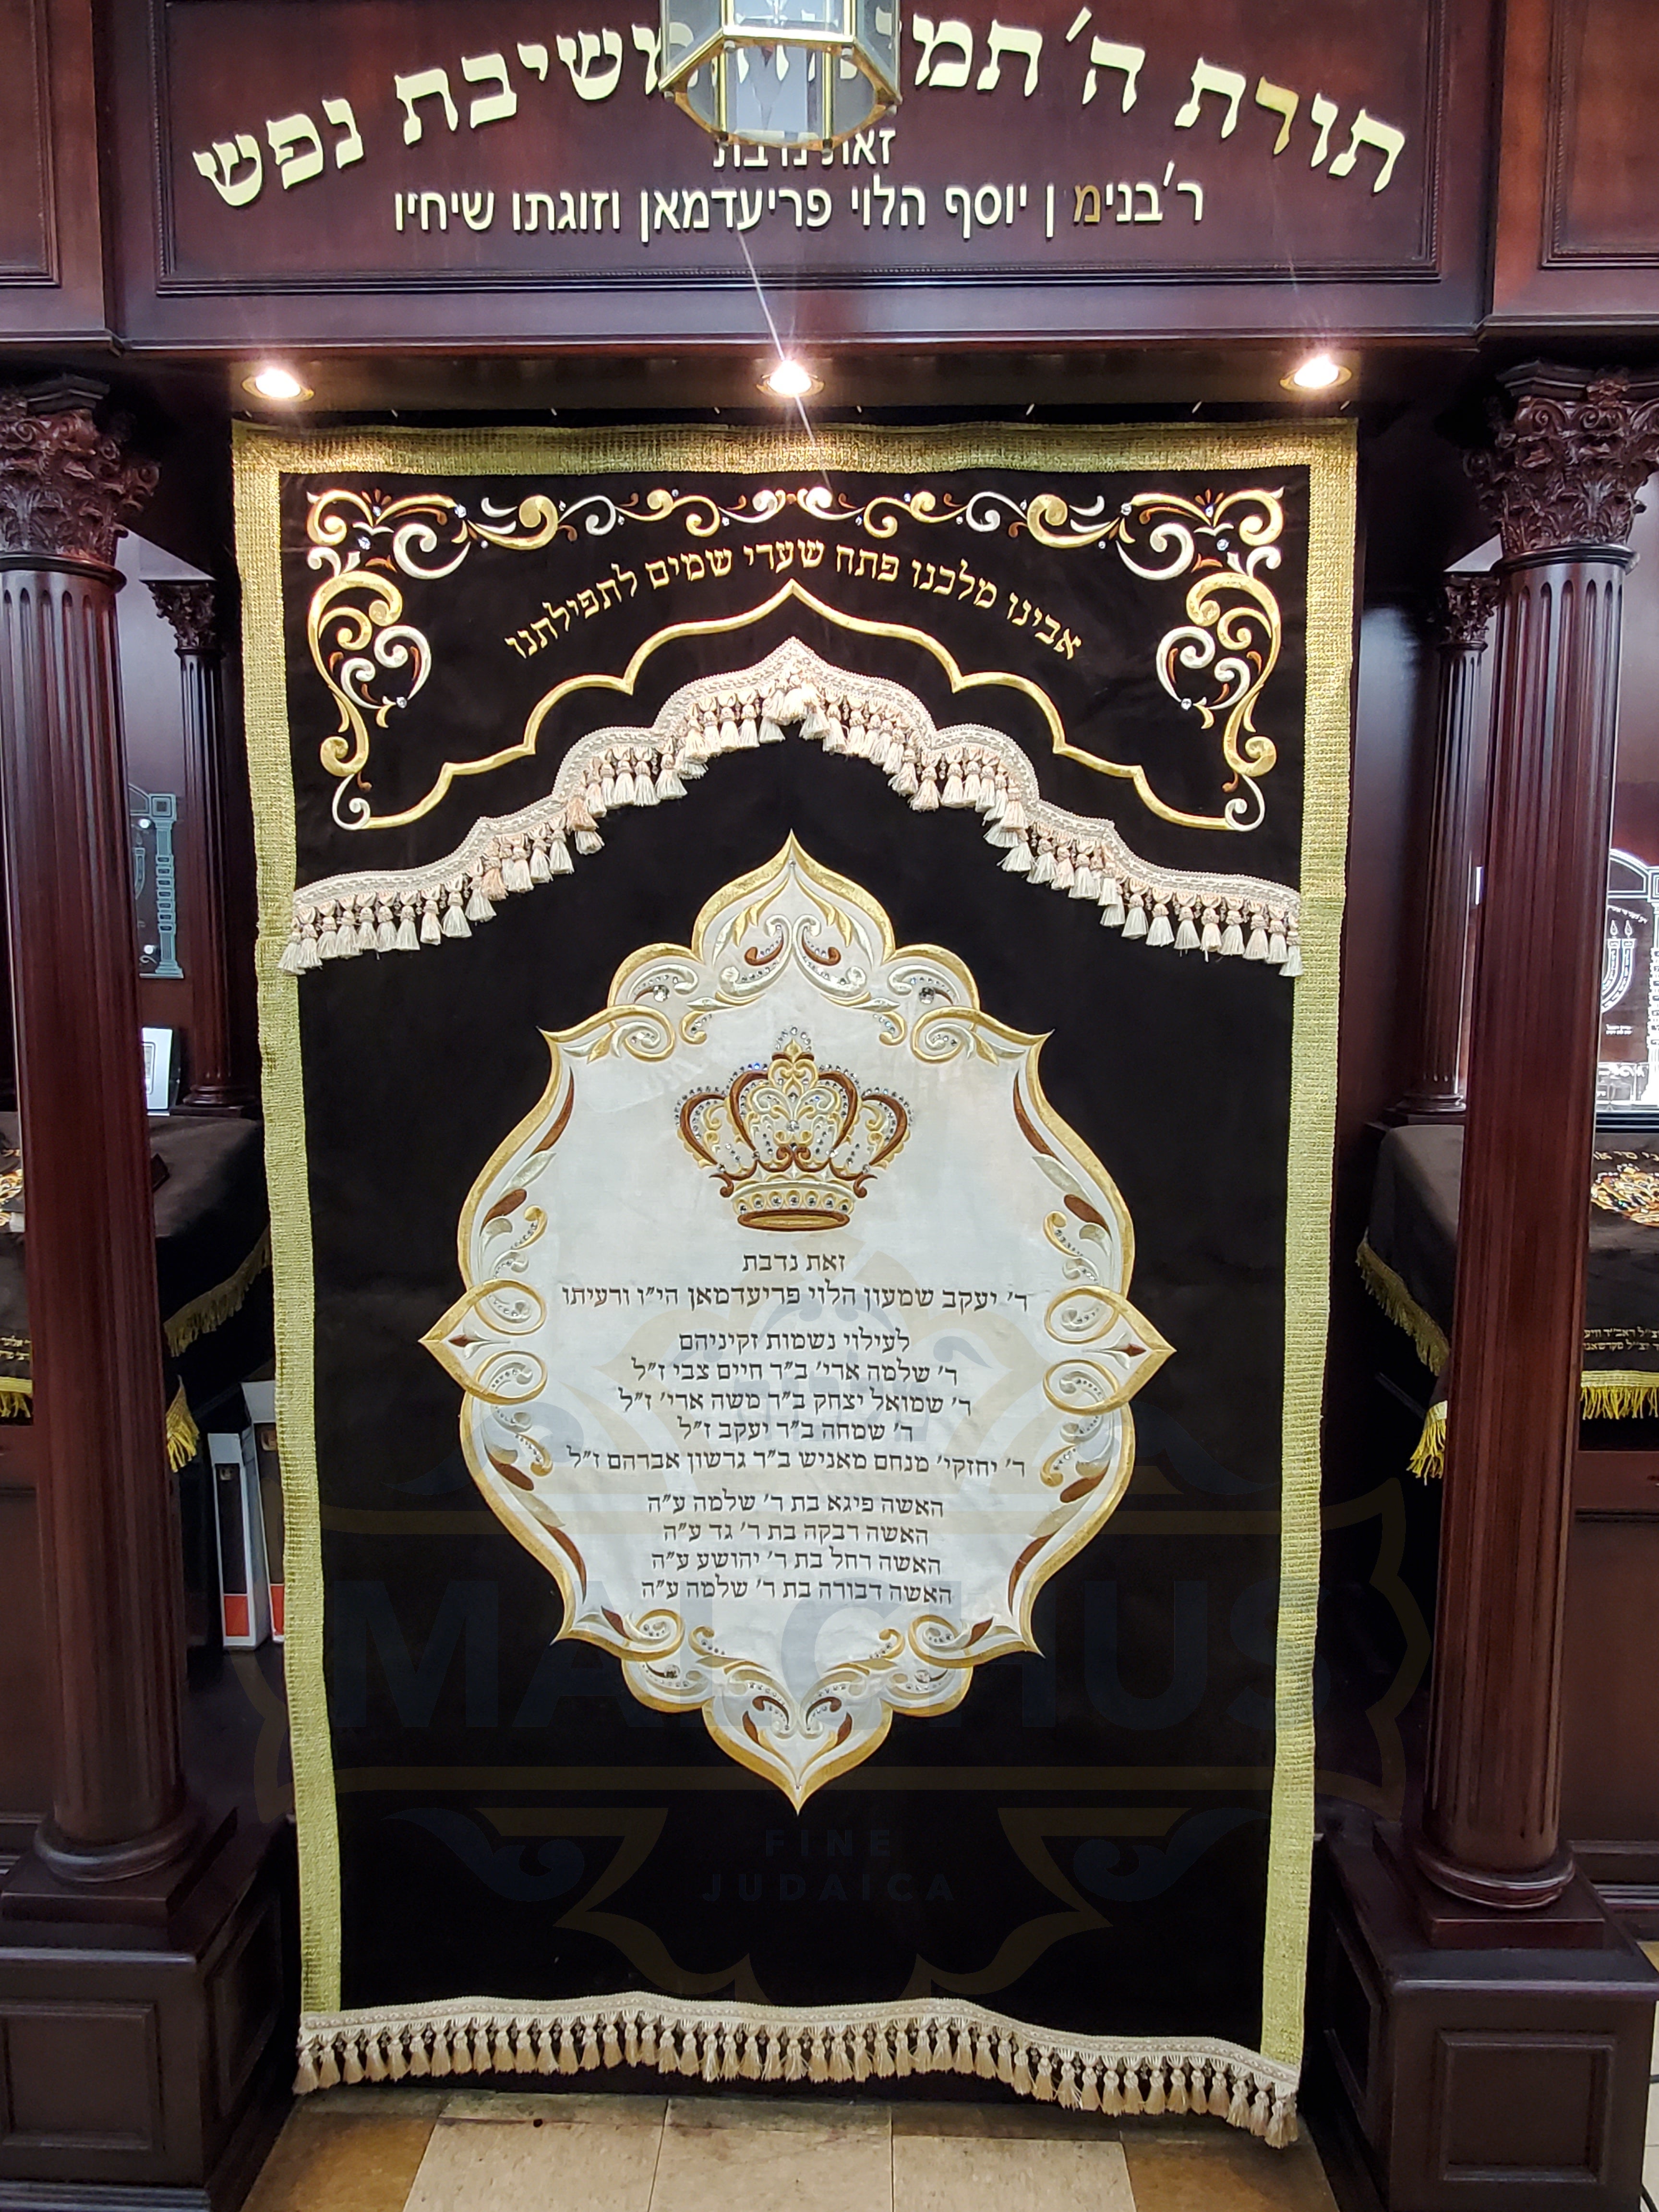 תורת ה' משיבת נפש
זאת נדבת
ר' בנימין יוסף הלוי פריעדמאן וזוגתו שיחיו
אבינו מלכנו פתח שערי שמים לתפילתנו
זאת נדבת
ר' יעקב שמעון הלוי פריעדמאן הי"ו ורעיתו
לעילוי נשמות זקיניהם
ר' שלמה ארי' ב"ר חיים צבי ז"ל
ר' שמואל יצחק ב"ר משה ארי' ז"ל
ר' שמחה ב"ר יעקב ז"ל
ר' יחזקי' מנחם מאניש ב"ר גרשון אברהם ז"ל
האשה פיגא בת ר' שלמה ע"ה
האשה רבקה בת ר' גד ע"ה
האשה רחל בת ר' יהושע ע"ה
האשה דבורה בת ר' שלמה ע"ה
MALCHUS
FINE
JUDAICA